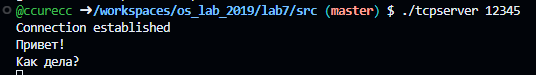 @ccurecc ➜/workspaces/os_lab_2019/lab7/src (master) $ ./tcpserver 12345
Connection established
Привет!
Как дела?